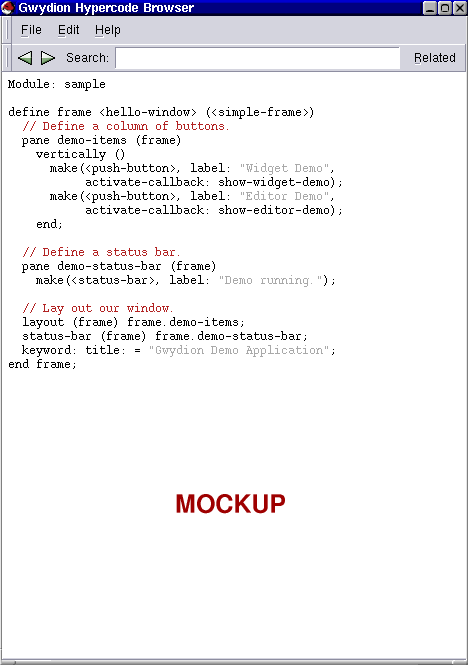 Gwydion Hypercode Browser
File Edit Help
Search: Related
Module: sample
define frame <hello-window> (<simple-frame>)
  // Define a column of buttons.
  pane demo-items (frame)
    vertically ()
      make(<push-button>, label: "Widget Demo",
           activate-callback: show-widget-demo);
      make(<push-button>, label: "Editor Demo",
           activate-callback: show-editor-demo);
    end;
  // Define a status bar.
  pane demo-status-bar (frame)
    make(<status-bar>, label: "Demo running.");
  // Lay out our window.
  layout (frame) frame.demo-items;
  status-bar (frame) frame.demo-status-bar;
  keyword: title: = "Gwydion Demo Application";
end frame;
MOCKUP